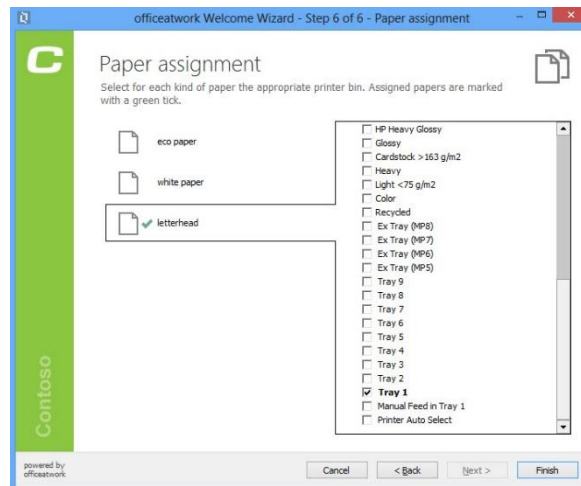 officeatwork Welcome Wizard - Step 6 of 6 - Paper assignment
C
Paper assignment
Select for each kind of paper the appropriate printer bin. Assigned papers are marked
with a green tick.
eco paper
white paper
letterhead
HP Heavy Glossy
Glossy
Cardstock >163 g/m2
Heavy
Light <75 g/m2
Color
Recycled
Ex Tray (MP8)
Ex Tray (MP7)
Ex Tray (MP6)
Ex Tray (MP5)
Tray 9
Tray 8
Tray 7
Tray 6
Tray 5
Tray 4
Tray 3
Tray 2
Tray 1
Manual Feed in Tray 1
Printer Auto Select
Contoso
powered by
officeatwork
Cancel
< Back
Next >
Finish